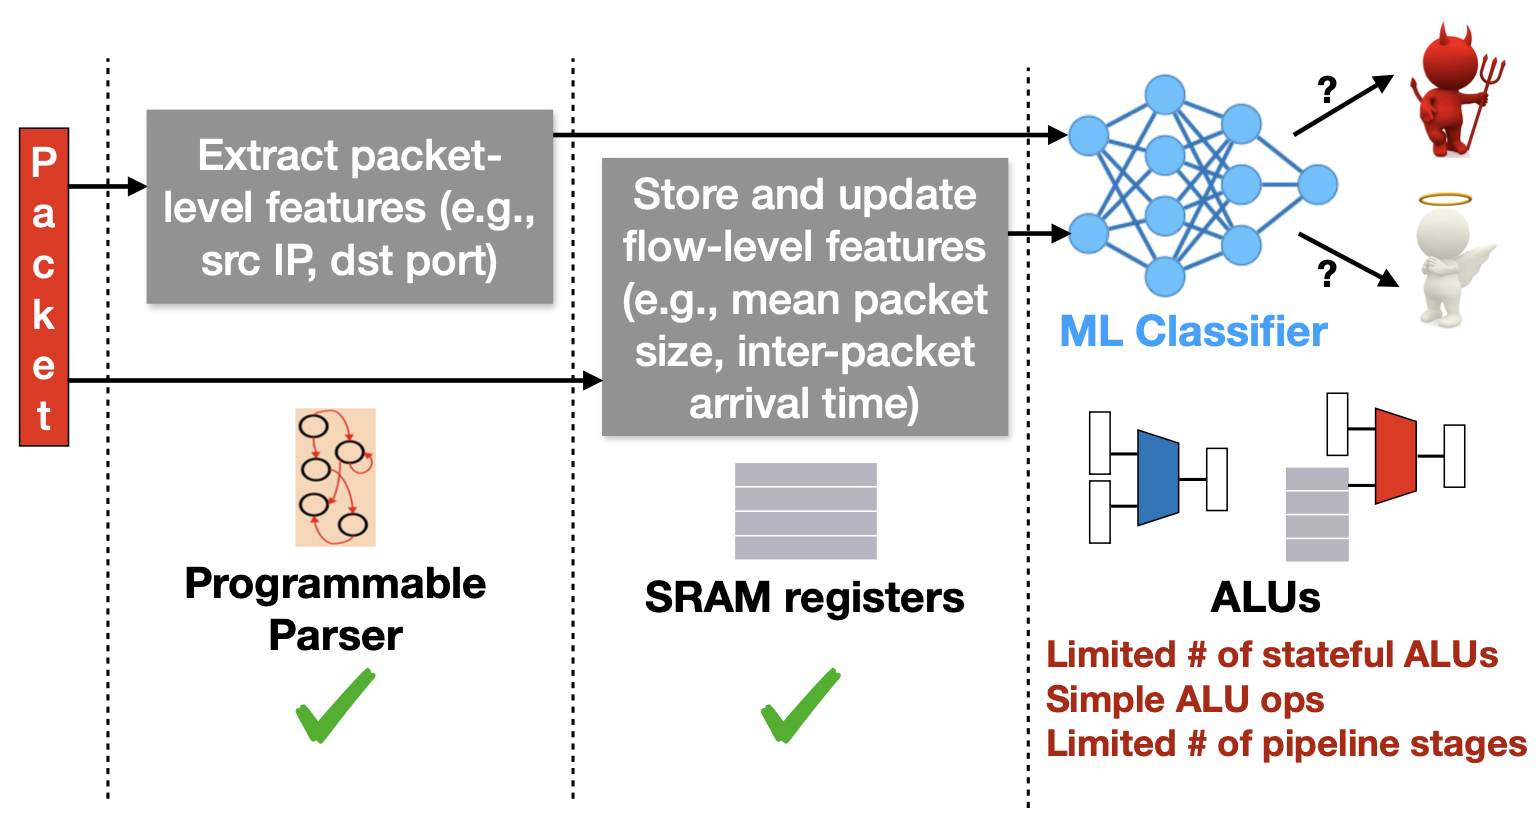 Packet
Extract packet-
level features (e.g.,
src IP, dst port)
Store and update
flow-level features
(e.g., mean packet
size, inter-packet
arrival time)
?
?
ML Classifier
Programmable
Parser
SRAM registers
ALUs
Limited # of stateful ALUs
Simple ALU ops
Limited # of pipeline stages